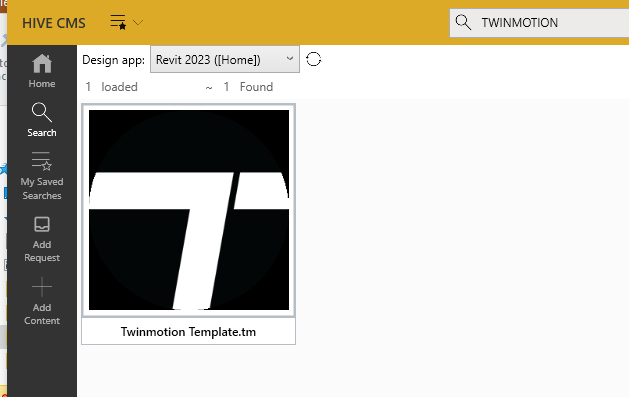 HIVE CMS
TWINMOTION
Home
Search
My Saved
Searches
Add
Request
Add
Content
Design app: Revit 2023 ([Home])
1 loaded ~ 1 Found
Twinmotion Template.tm